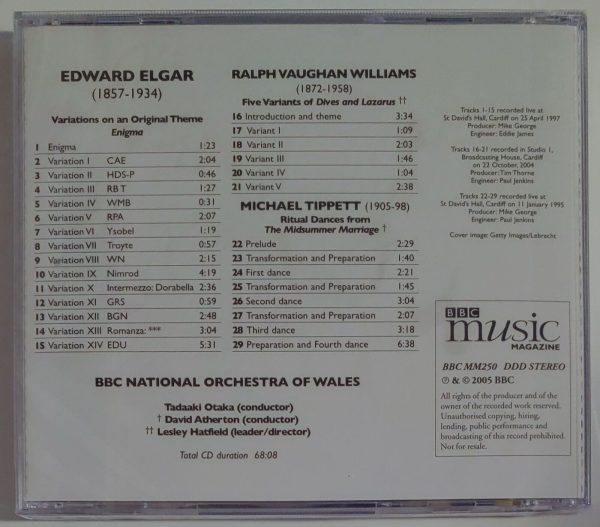 EDWARD ELGAR
(1857-1934)
Variations on an Original Theme
Enigma
1 Enigma 1:23
2 Variation I CAE 2:04
3 Variation II HDS-P 0:46
4 Variation III RBT 1:27
5 Variation IV WMB 0:31
6 Variation V RPA 2:07
7 Variation VI Ysobel 1:19
8 Variation VII Troyte 0:57
9 Variation VIII WN 2:15
10 Variation IX Nimrod 4:19
11 Variation X Intermezzo: Dorabella 2:36
12 Variation XI GRS 0:59
13 Variation XII BGN 2:48
14 Variation XIII Romanza: *** 3:04
15 Variation XIV EDU 5:31
RALPH VAUGHAN WILLIAMS
(1872-1958)
Five Variants of Dives and Lazarus ††
16 Introduction and theme 3:34
17 Variant I 1:09
18 Variant II 2:03
19 Variant III 1:46
20 Variant IV 1:04
21 Variant V 2:38
MICHAEL TIPPETT (1905-98)
Ritual Dances from
The Midsummer Marriage †
22 Prelude 2:29
23 Transformation and Preparation 1:40
24 First dance 2:21
25 Transformation and Preparation 1:45
26 Second dance 3:04
27 Transformation and Preparation 2:07
28 Third dance 3:18
29 Preparation and Fourth dance 6:38
BBC NATIONAL ORCHESTRA OF WALES
Tadaaki Otaka (conductor)
† David Atherton (conductor)
†† Lesley Hatfield (leader/director)
Total CD duration 68:08
Tracks 1-15 recorded live at
St David's Hall, Cardiff on 25 April 1997
Producer: Mike George
Engineer: Eddie James
Tracks 16-21 recorded in Studio 1,
Broadcasting House, Cardiff
on 22 October, 2004
Producer: Tim Thorne
Engineer: Paul Jenkins
Tracks 22-29 recorded live at
St David's Hall, Cardiff on 11 January 1995
Producer: Mike George
Engineer: Paul Jenkins
Cover image: Getty Images/Lebrecht
BBC
music
MAGAZINE
BBC MM250 DDD STEREO
℗ & © 2005 BBC
All rights of the producer and of the
owner of the recorded work reserved.
Unauthorised copying, hiring,
lending, public performance and
broadcasting of this record prohibited.
Not for resale.